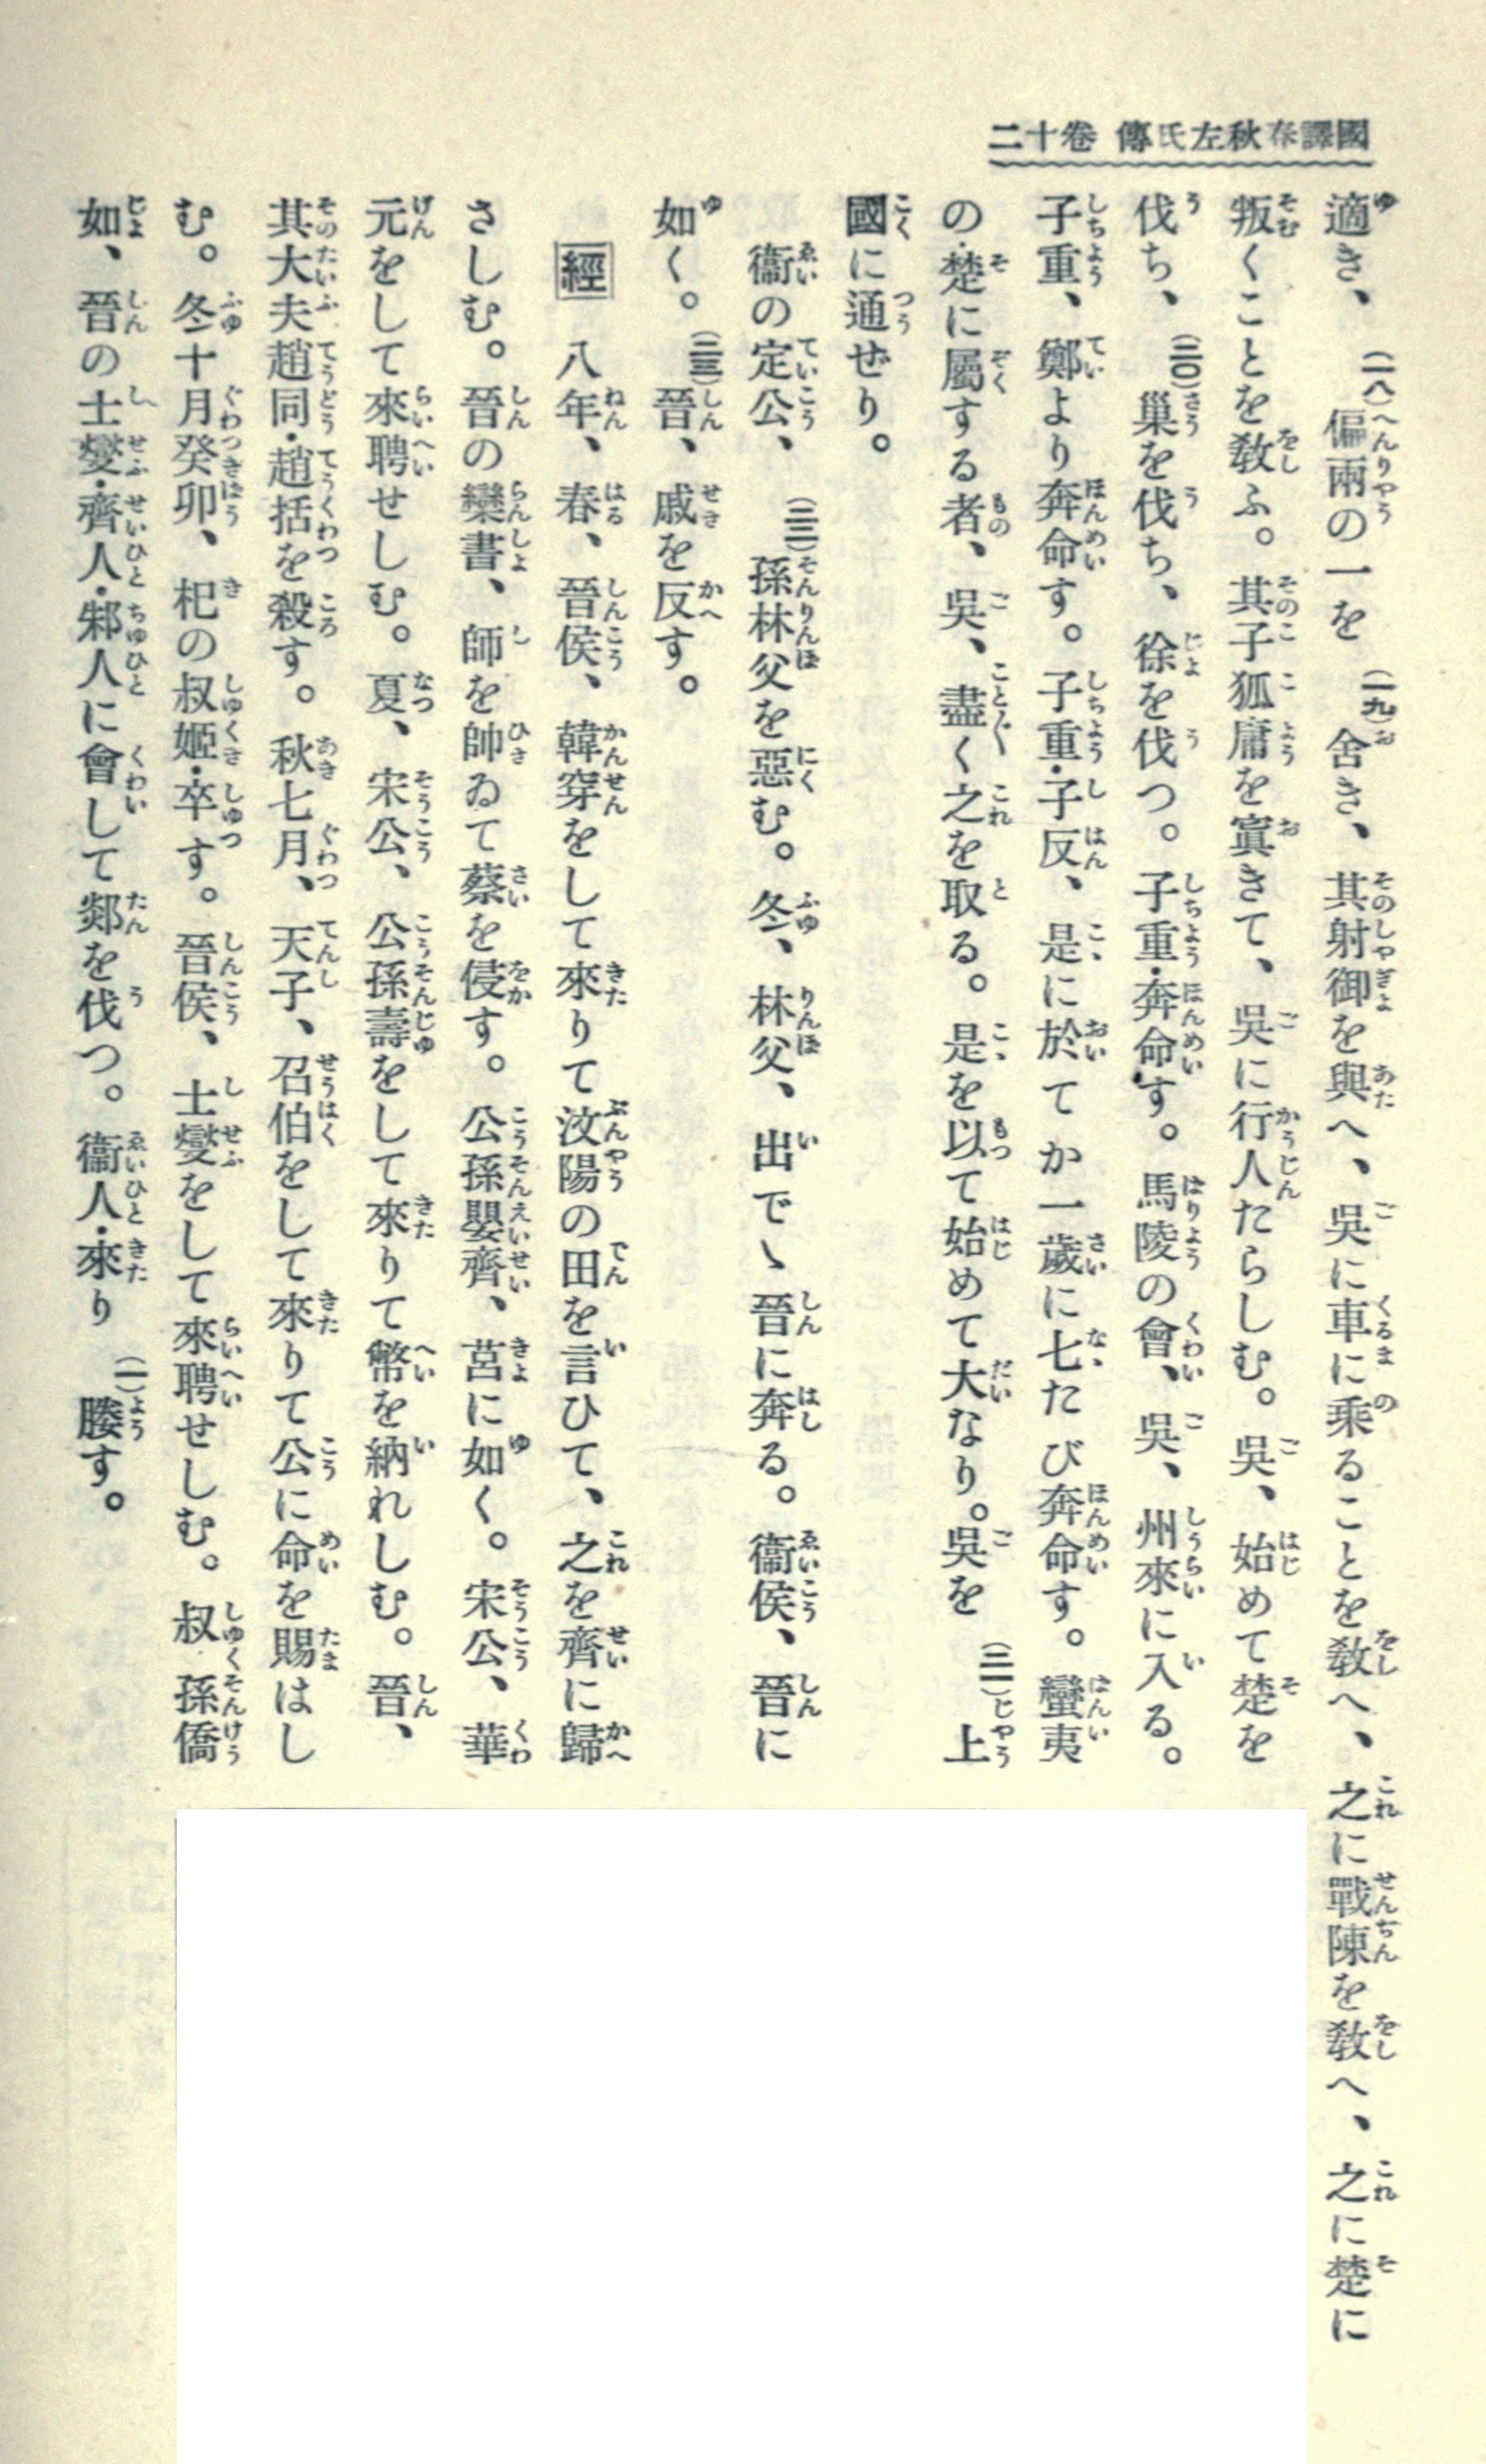 國譯春秋左氏傳 卷十二
適き、(一八)偏兩の一を(一九)舍き、其射御を與へ、吳に車に乘ることを敎へ、之に戰陳を敎へ、之に楚に
叛くことを敎ふ。其子狐庸を寘きて、吳に行人たらしむ。吳、始めて楚を
伐ち、(二〇)巢を伐ち、徐を伐つ。子重・奔命す。馬陵の會、吳、州來に入る。
子重、鄭より奔命す。子重・子反、是に於てか一歲に七たび奔命す。蠻夷
の・楚に屬する者、吳、盡く之を取る。是を以て始めて大なり。吳を(二一)上
國に通ぜり。
衞の定公、(二二)孫林父を惡む。冬、林父、出でゝ晉に奔る。衞侯、晉に
如く。(二三)晉、戚を反す。
經 八年、春、晉侯、韓穿をして來りて汶陽の田を言ひて、之を齊に歸
さしむ。晉の欒書、師を帥ゐて蔡を侵す。公孫嬰齊、莒に如く。宋公、華
元をして來聘せしむ。夏、宋公、公孫壽をして來りて幣を納れしむ。晉、
其大夫趙同・趙括を殺す。秋七月、天子、召伯をして來りて公に命を賜はし
む。冬十月癸卯、杞の叔姬・卒す。晉侯、士燮をして來聘せしむ。叔孫僑
如、晉の士燮・齊人・邾人に會して郯を伐つ。衞人・來り(一)媵す。